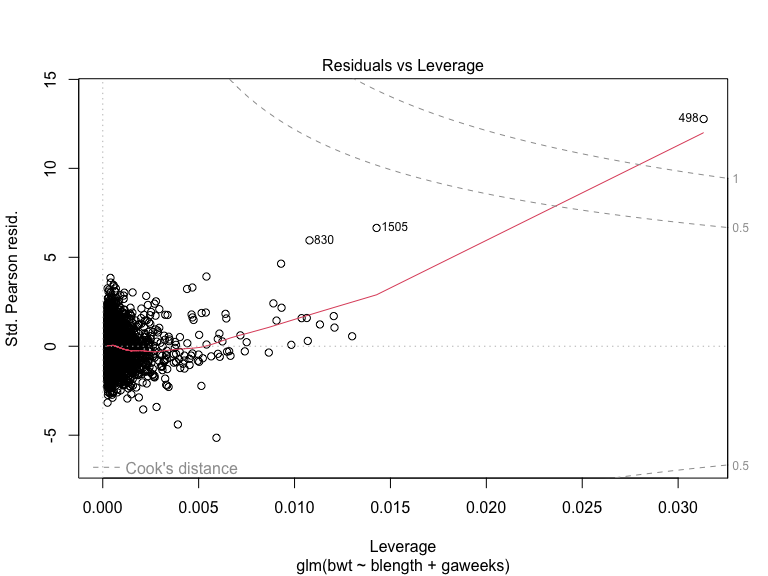 Residuals vs Leverage
15
10
5
0
-5
Std. Pearson resid.
498
1
0.5
1505
830
0.5
Cook's distance
0.000 0.005 0.010 0.015 0.020 0.025 0.030
Leverage
glm(bwt ~ blength + gaweeks)